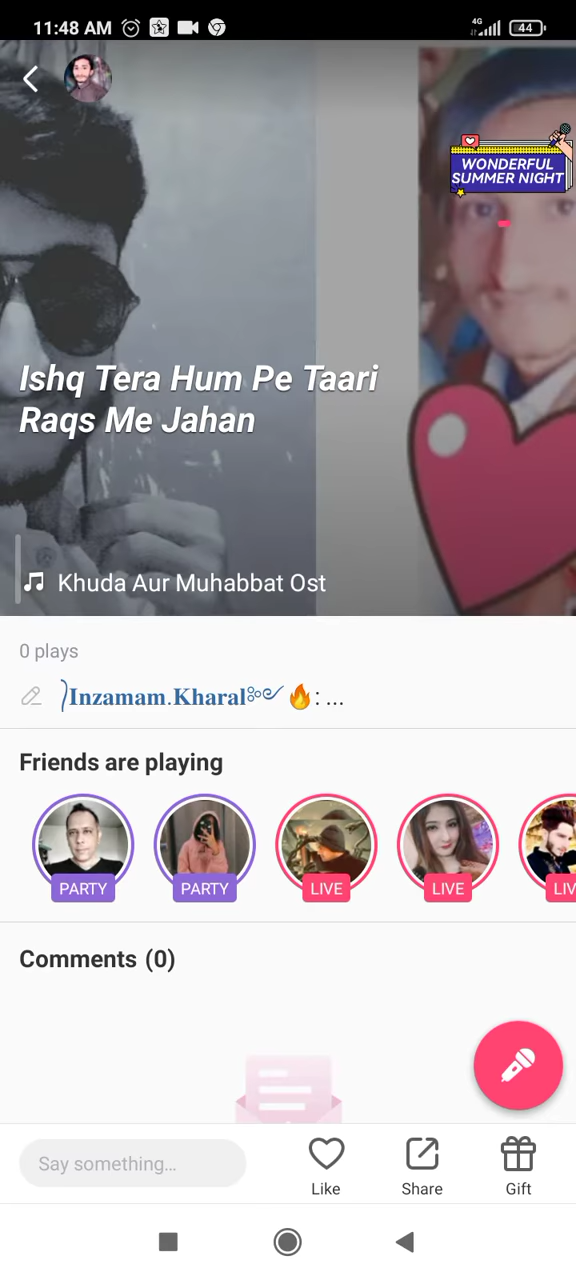 11:48 AM
4G
44
WONDERFUL
SUMMER NIGHT
Ishq Tera Hum Pe Taari
Raqs Me Jahan
Khuda Aur Muhabbat Ost
0 plays
𝐈𝐧𝐳𝐚𝐦𝐚𝐦.𝐊𝐡𝐚𝐫𝐚𝐥🔥: ...
Friends are playing
PARTY PARTY LIVE LIVE LIV
Comments (0)
Say something...
Like Share Gift